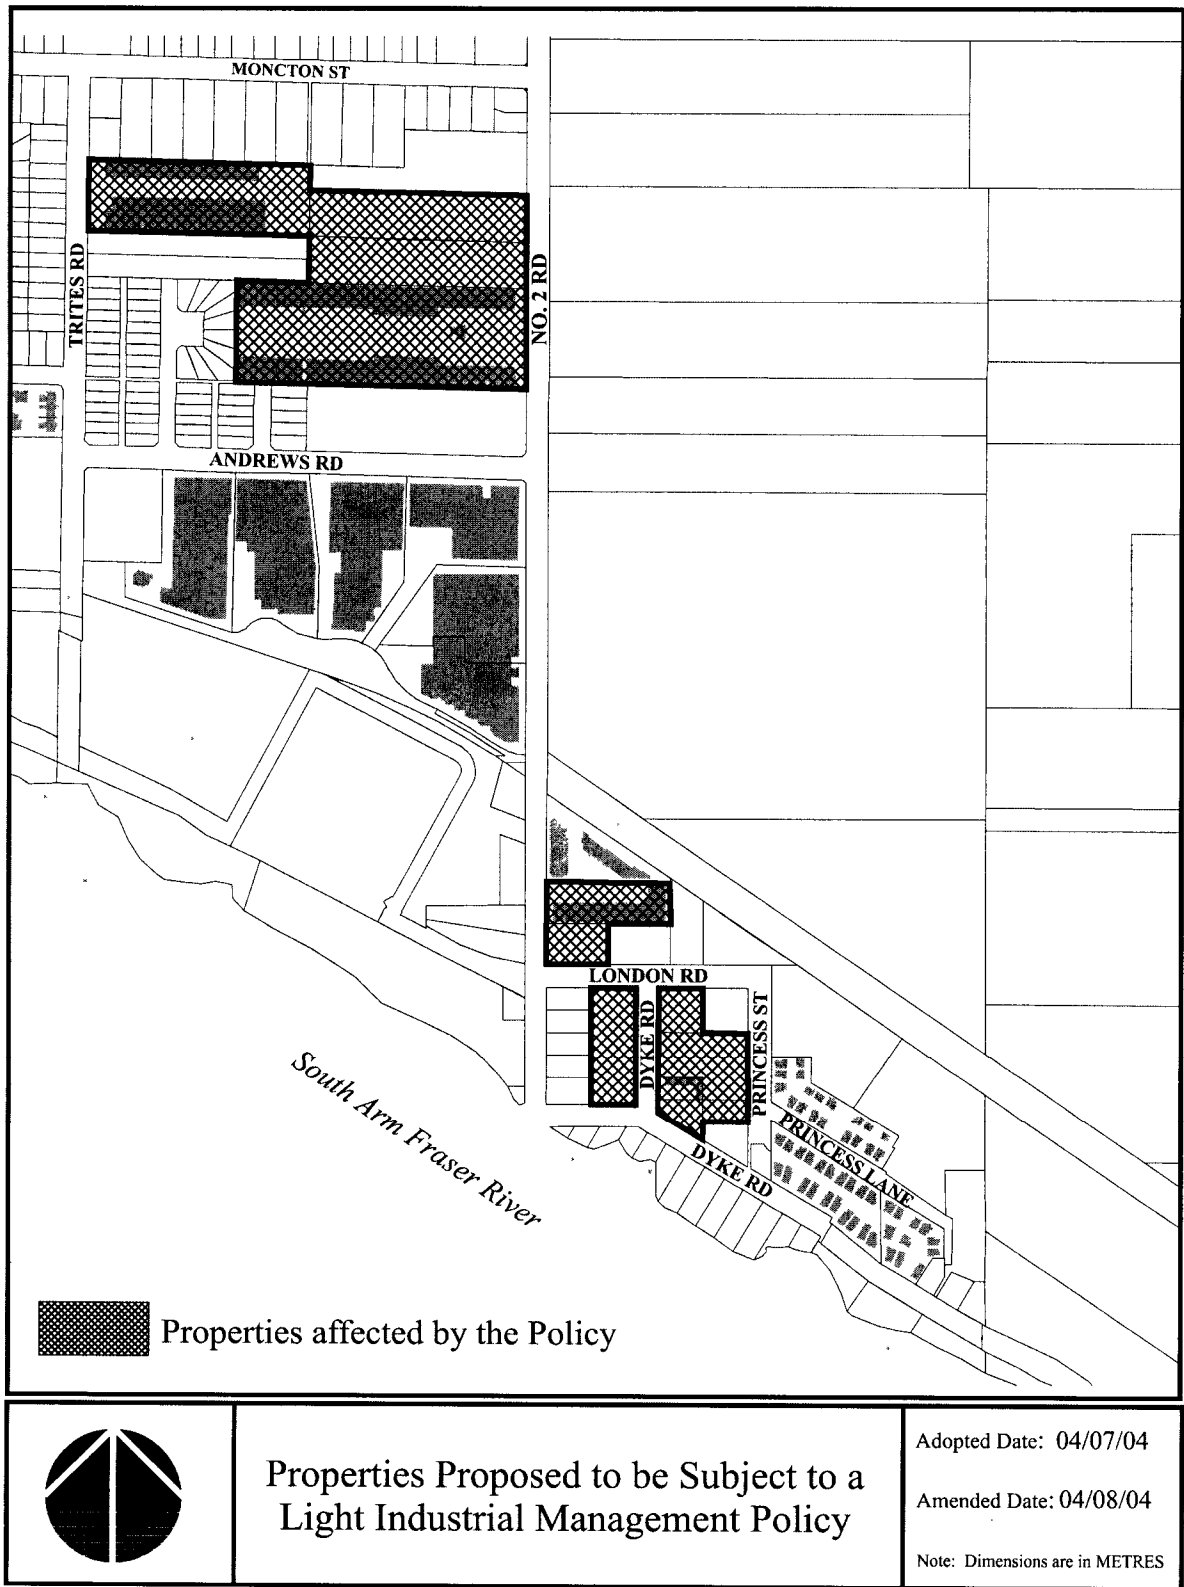 MONCTON ST
TRITES RD
NO. 2 RD
ANDREWS RD
LONDON RD
DYKE RD
PRINCESS ST
PRINCESS LANE
DYKE RD
South Arm Fraser River
Properties affected by the Policy
Properties Proposed to be Subject to a
Light Industrial Management Policy
Adopted Date: 04/07/04
Amended Date: 04/08/04
Note: Dimensions are in METRES